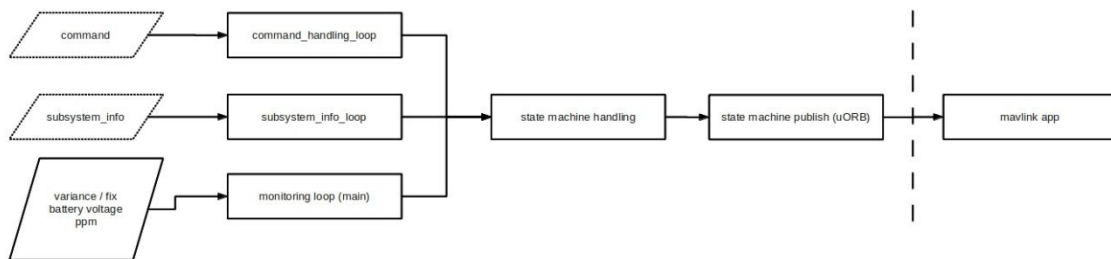 command
command_handling_loop
subsystem_info
subsystem_info_loop
state machine handling
state machine publish (uORB)
mavlink app
variance / fix
battery voltage
ppm
monitoring loop (main)